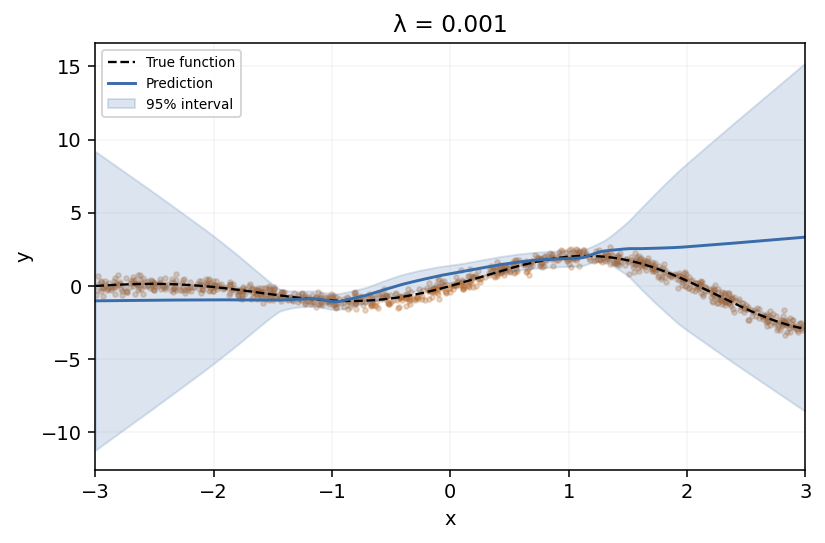 λ = 0.001
True function
Prediction
95% interval
15
10
5
0
−5
−10
y
−3
−2
−1
0
1
2
3
x